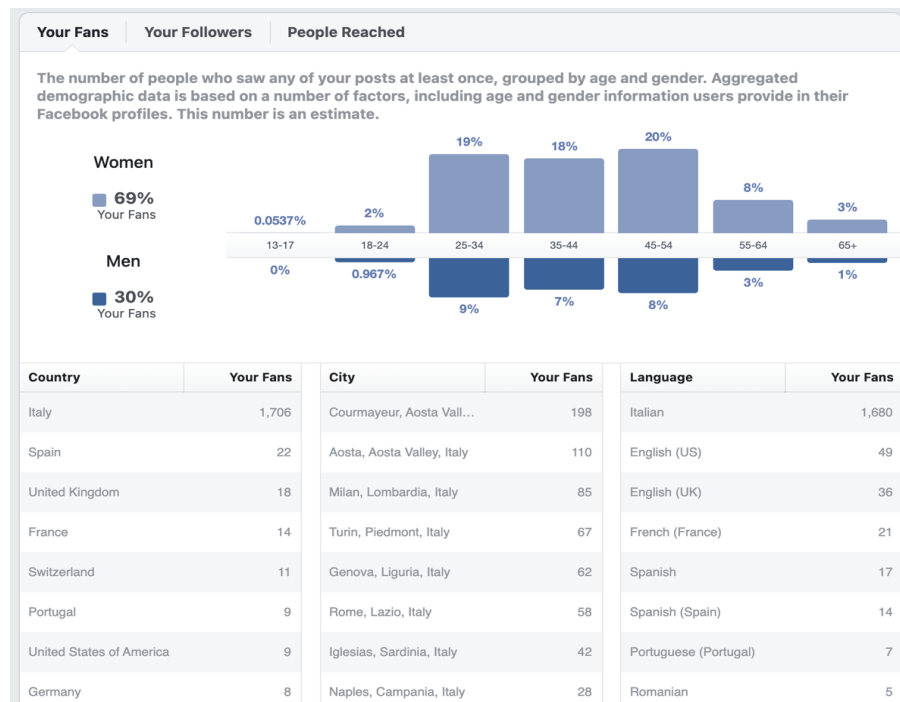 Your Fans
Your Followers
People Reached
The number of people who saw any of your posts at least once, grouped by age and gender. Aggregated
demographic data is based on a number of factors, including age and gender information users provide in their
Facebook profiles. This number is an estimate.
Women
69%
Your Fans
Men
30%
Your Fans
0.0537% 2% 19% 18% 20% 8% 3%
13-17 18-24 25-34 35-44 45-54 55-64 65+
0% 0.967% 9% 7% 8% 3% 1%
Country Your Fans
Italy 1,706
Spain 22
United Kingdom 18
France 14
Switzerland 11
Portugal 9
United States of America 9
Germany 8
City Your Fans
Courmayeur, Aosta Vall... 198
Aosta, Aosta Valley, Italy 110
Milan, Lombardia, Italy 85
Turin, Piedmont, Italy 67
Genova, Liguria, Italy 62
Rome, Lazio, Italy 58
Iglesias, Sardinia, Italy 42
Naples, Campania, Italy 28
Language Your Fans
Italian 1,680
English (US) 49
English (UK) 36
French (France) 21
Spanish 17
Spanish (Spain) 14
Portuguese (Portugal) 7
Romanian 5